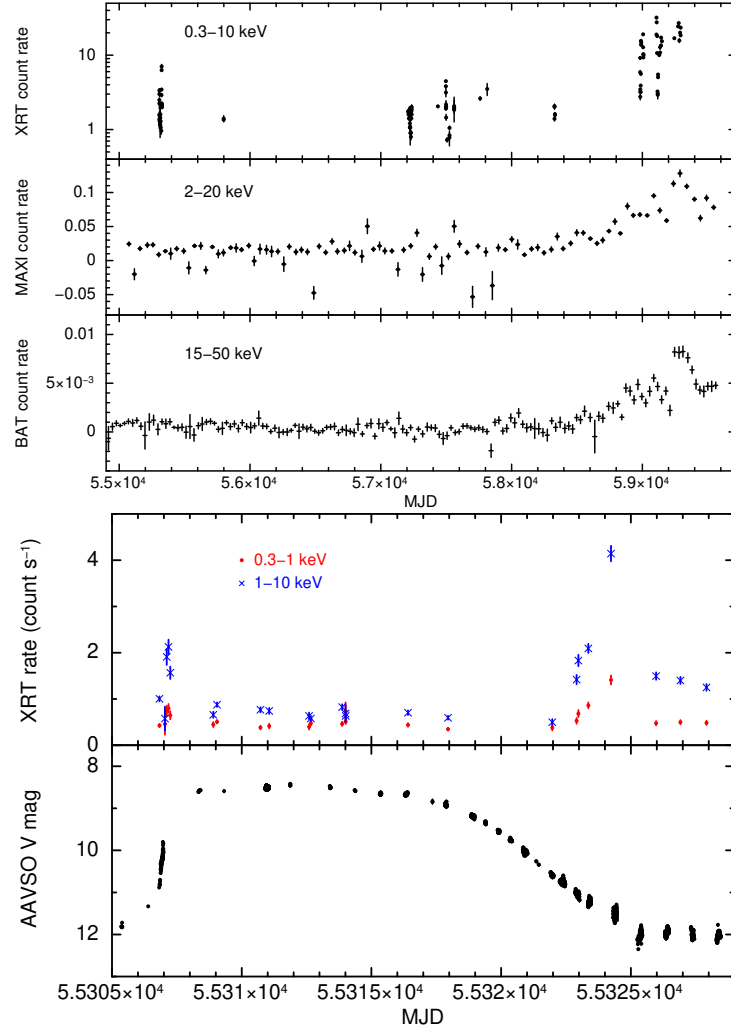 XRT count rate
0.3−10 keV
10
1
MAXI count rate
2−20 keV
0.1
0.05
0
−0.05
BAT count rate
15−50 keV
0.01
5×10⁻³
0
5.5×10⁴ 5.6×10⁴ 5.7×10⁴ 5.8×10⁴ 5.9×10⁴
MJD
XRT rate (count s⁻¹)
0.3−1 keV
1−10 keV
4
2
0
AAVSO V mag
8
10
12
5.5305×10⁴ 5.531×10⁴ 5.5315×10⁴ 5.532×10⁴ 5.5325×10⁴
MJD